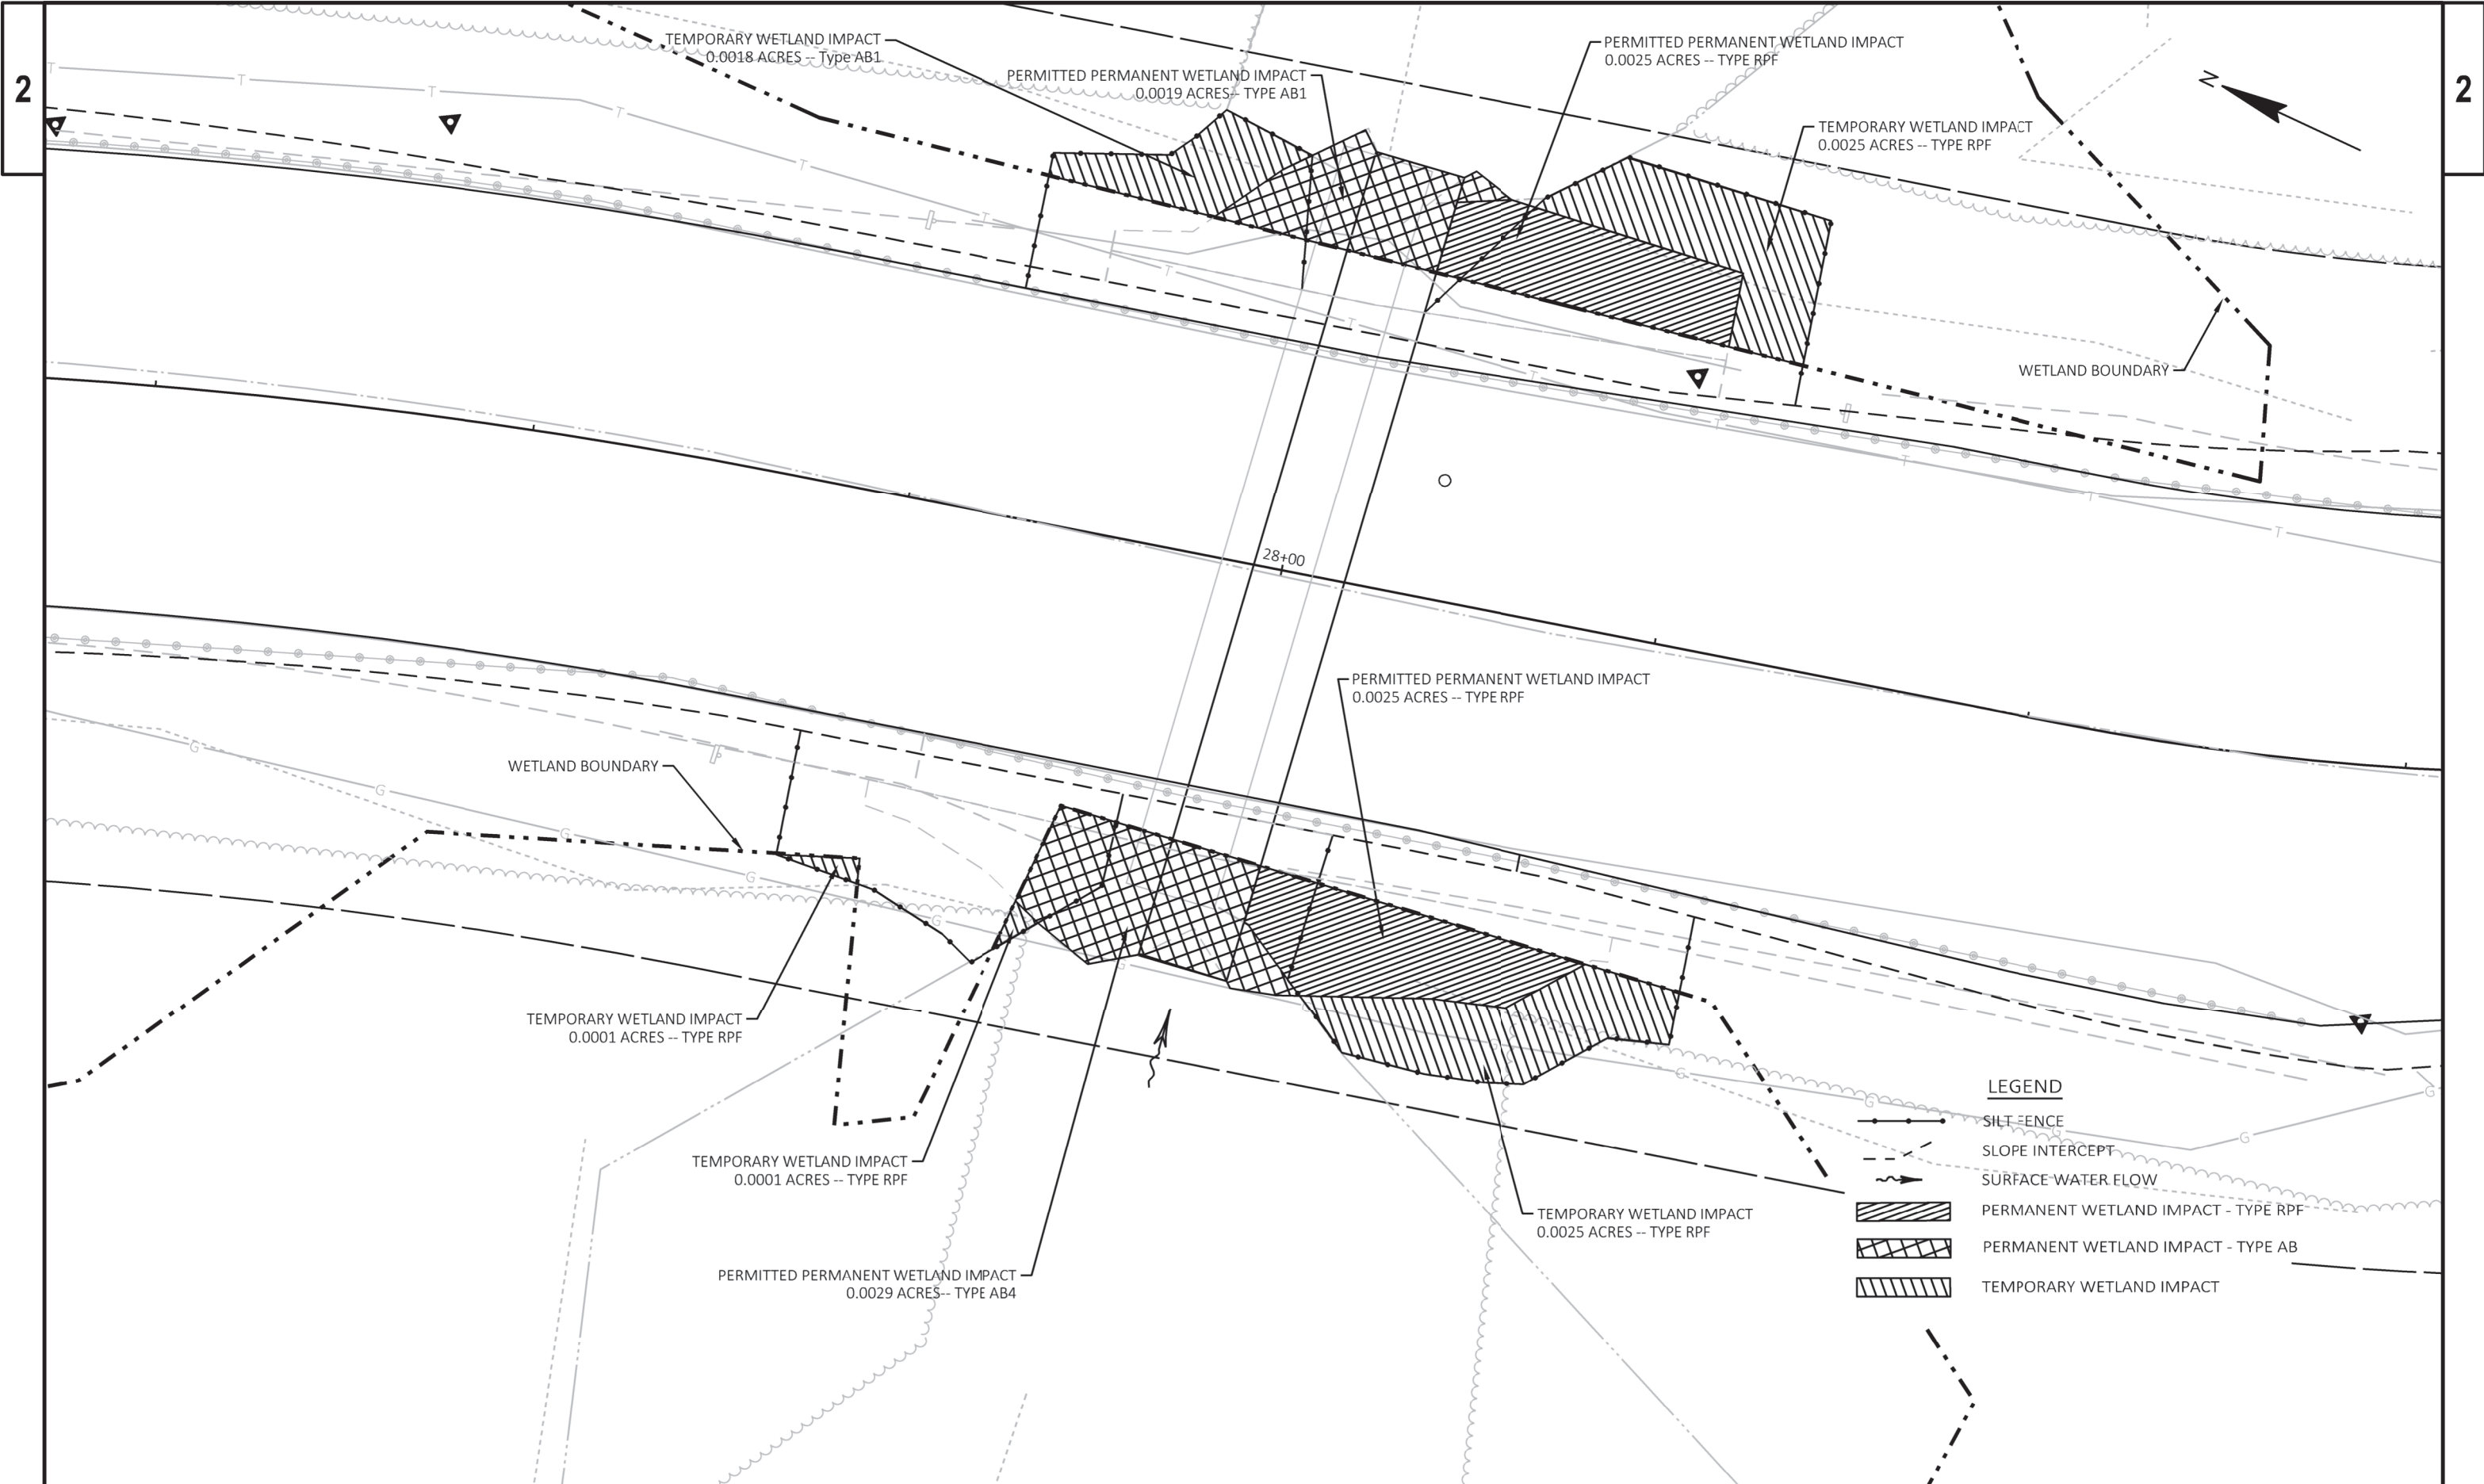 2
2
TEMPORARY WETLAND IMPACT
0.0018 ACRES -- Type AB1
PERMITTED PERMANENT WETLAND IMPACT
0.0019 ACRES-- TYPE AB1
PERMITTED PERMANENT WETLAND IMPACT
0.0025 ACRES -- TYPE RPF
TEMPORARY WETLAND IMPACT
0.0025 ACRES -- TYPE RPF
N
T
T
T
T
T
T
T
T
T
T
T
T
T
WETLAND BOUNDARY
28+00
PERMITTED PERMANENT WETLAND IMPACT
0.0025 ACRES -- TYPE RPF
WETLAND BOUNDARY
G
G
G
G
G
G
G
G
G
G
G
TEMPORARY WETLAND IMPACT
0.0001 ACRES -- TYPE RPF
TEMPORARY WETLAND IMPACT
0.0001 ACRES -- TYPE RPF
PERMITTED PERMANENT WETLAND IMPACT
0.0029 ACRES-- TYPE AB4
TEMPORARY WETLAND IMPACT
0.0025 ACRES -- TYPE RPF
LEGEND
SILT FENCE
SLOPE INTERCEPT
SURFACE WATER FLOW
PERMANENT WETLAND IMPACT - TYPE RPF
PERMANENT WETLAND IMPACT - TYPE AB
TEMPORARY WETLAND IMPACT